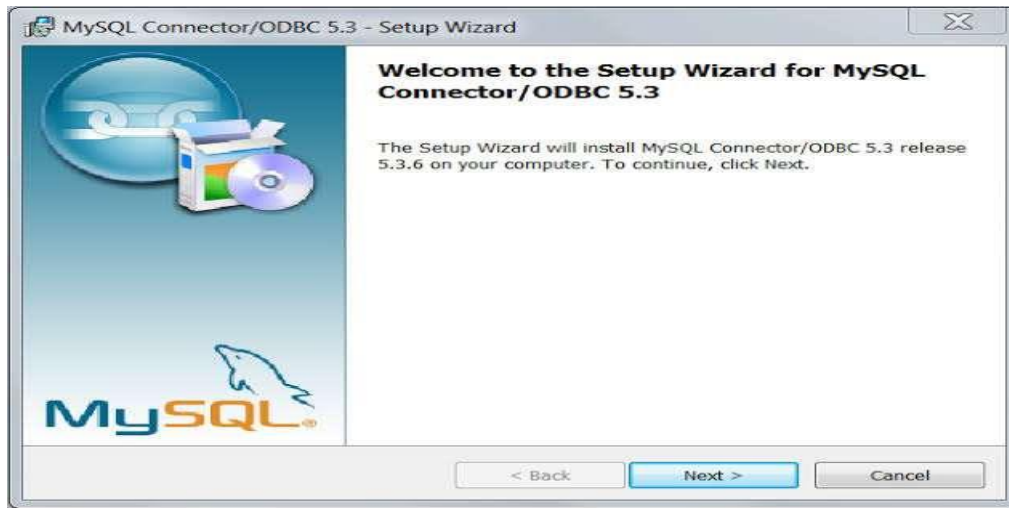 MySQL Connector/ODBC 5.3 - Setup Wizard
Welcome to the Setup Wizard for MySQL
Connector/ODBC 5.3
The Setup Wizard will install MySQL Connector/ODBC 5.3 release
5.3.6 on your computer. To continue, click Next.
MySQL®
< Back
Next >
Cancel